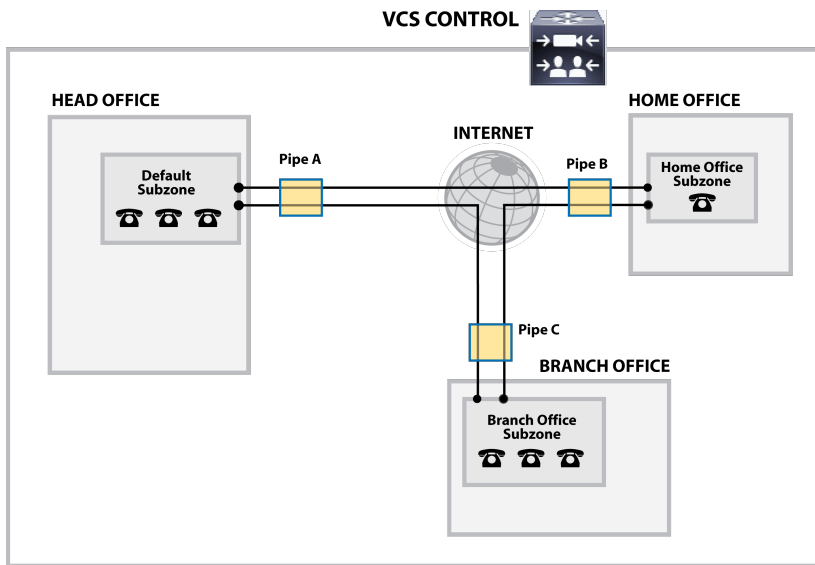 VCS CONTROL
HEAD OFFICE
HOME OFFICE
INTERNET
Pipe A
Pipe B
Default
Subzone
Home Office
Subzone
Pipe C
BRANCH OFFICE
Branch Office
Subzone